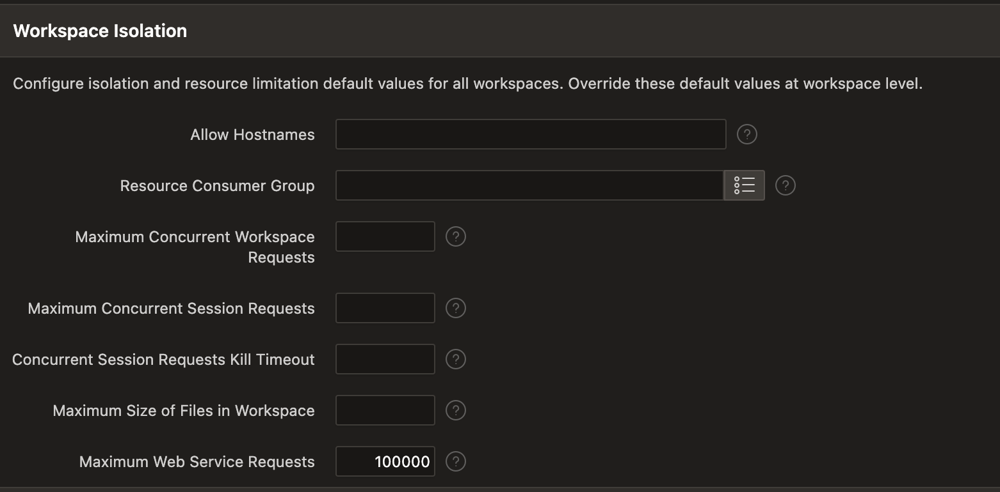 Workspace Isolation
Configure isolation and resource limitation default values for all workspaces. Override these default values at workspace level.
Allow Hostnames ?
Resource Consumer Group ?
Maximum Concurrent Workspace ?
Requests
Maximum Concurrent Session Requests ?
Concurrent Session Requests Kill Timeout ?
Maximum Size of Files in Workspace ?
Maximum Web Service Requests 100000 ?